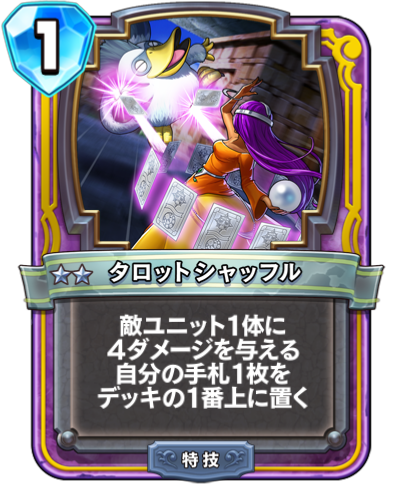 1
タロットシャッフル
敵ユニット1体に
4ダメージを与える
自分の手札1枚を
デッキの1番上に置く
特技